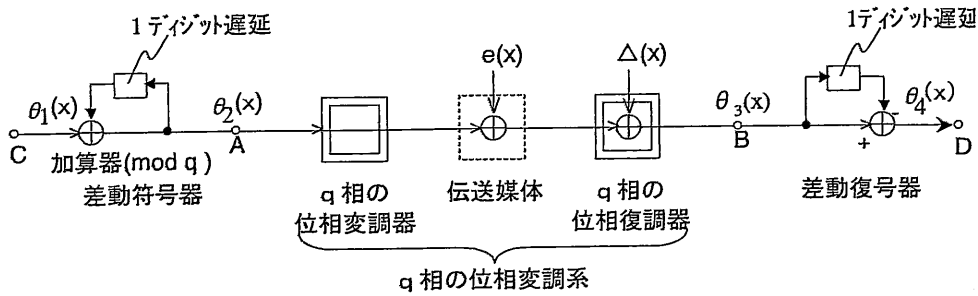 1ディジット遅延
1ディジット遅延
e(x)
△(x)
θ1(x)
θ2(x)
θ3(x)
θ4(x)
C
A
B
D
+
-
加算器(mod q)
差動符号器
q相の
位相変調器
伝送媒体
q相の
位相復調器
差動復号器
q相の位相変調系